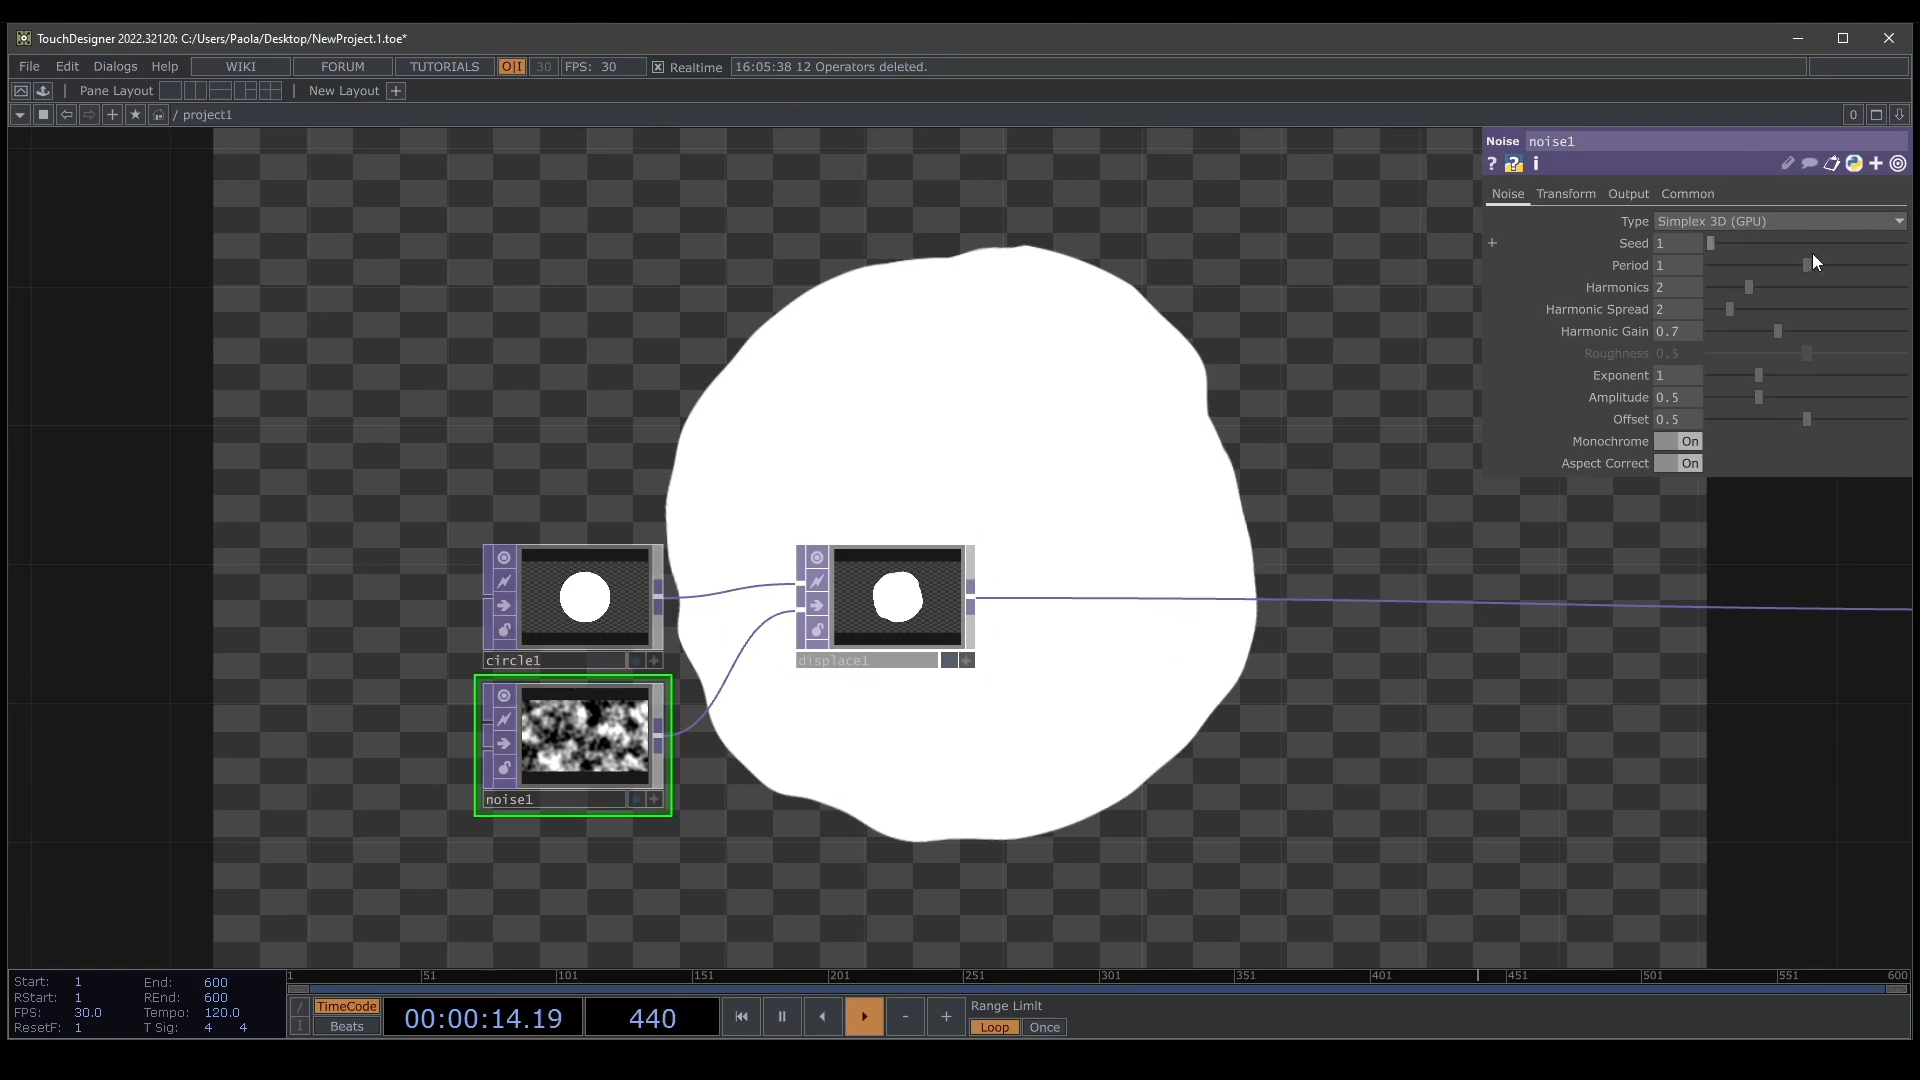 TouchDesigner 2022.32120: C:/Users/Paola/Desktop/NewProject.1.toe*
File Edit Dialogs Help WIKI FORUM TUTORIALS O|I 30 FPS: 30 Realtime 16:05:38 12 Operators deleted.
Pane Layout New Layout +
/ project1 0
Noise noise1
? ? i
Noise Transform Output Common
Type Simplex 3D (GPU)
+ Seed 1
Period 1
Harmonics 2
Harmonic Spread 2
Harmonic Gain 0.7
Roughness 0.5
Exponent 1
Amplitude 0.5
Offset 0.5
Monochrome On
Aspect Correct On
circle1
displace1
noise1
1 51 101 151 201 251 301 351 401 451 501 551 600
Start: 1 End: 600
RStart: 1 REnd: 600
FPS: 30.0 Tempo: 120.0
ResetF: 1 T Sig: 4 4
TimeCode
Beats
00:00:14.19 440
- +
Range Limit
Loop Once